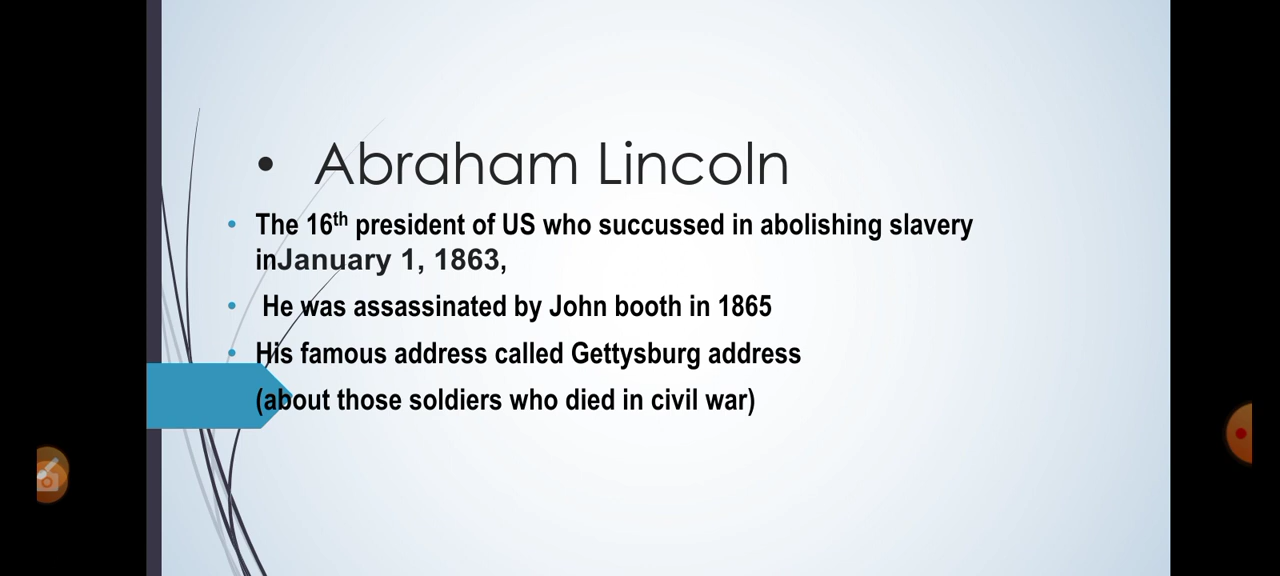 • Abraham Lincoln
• The 16th president of US who succussed in abolishing slavery
inJanuary 1, 1863,
• He was assassinated by John booth in 1865
• His famous address called Gettysburg address
(about those soldiers who died in civil war)